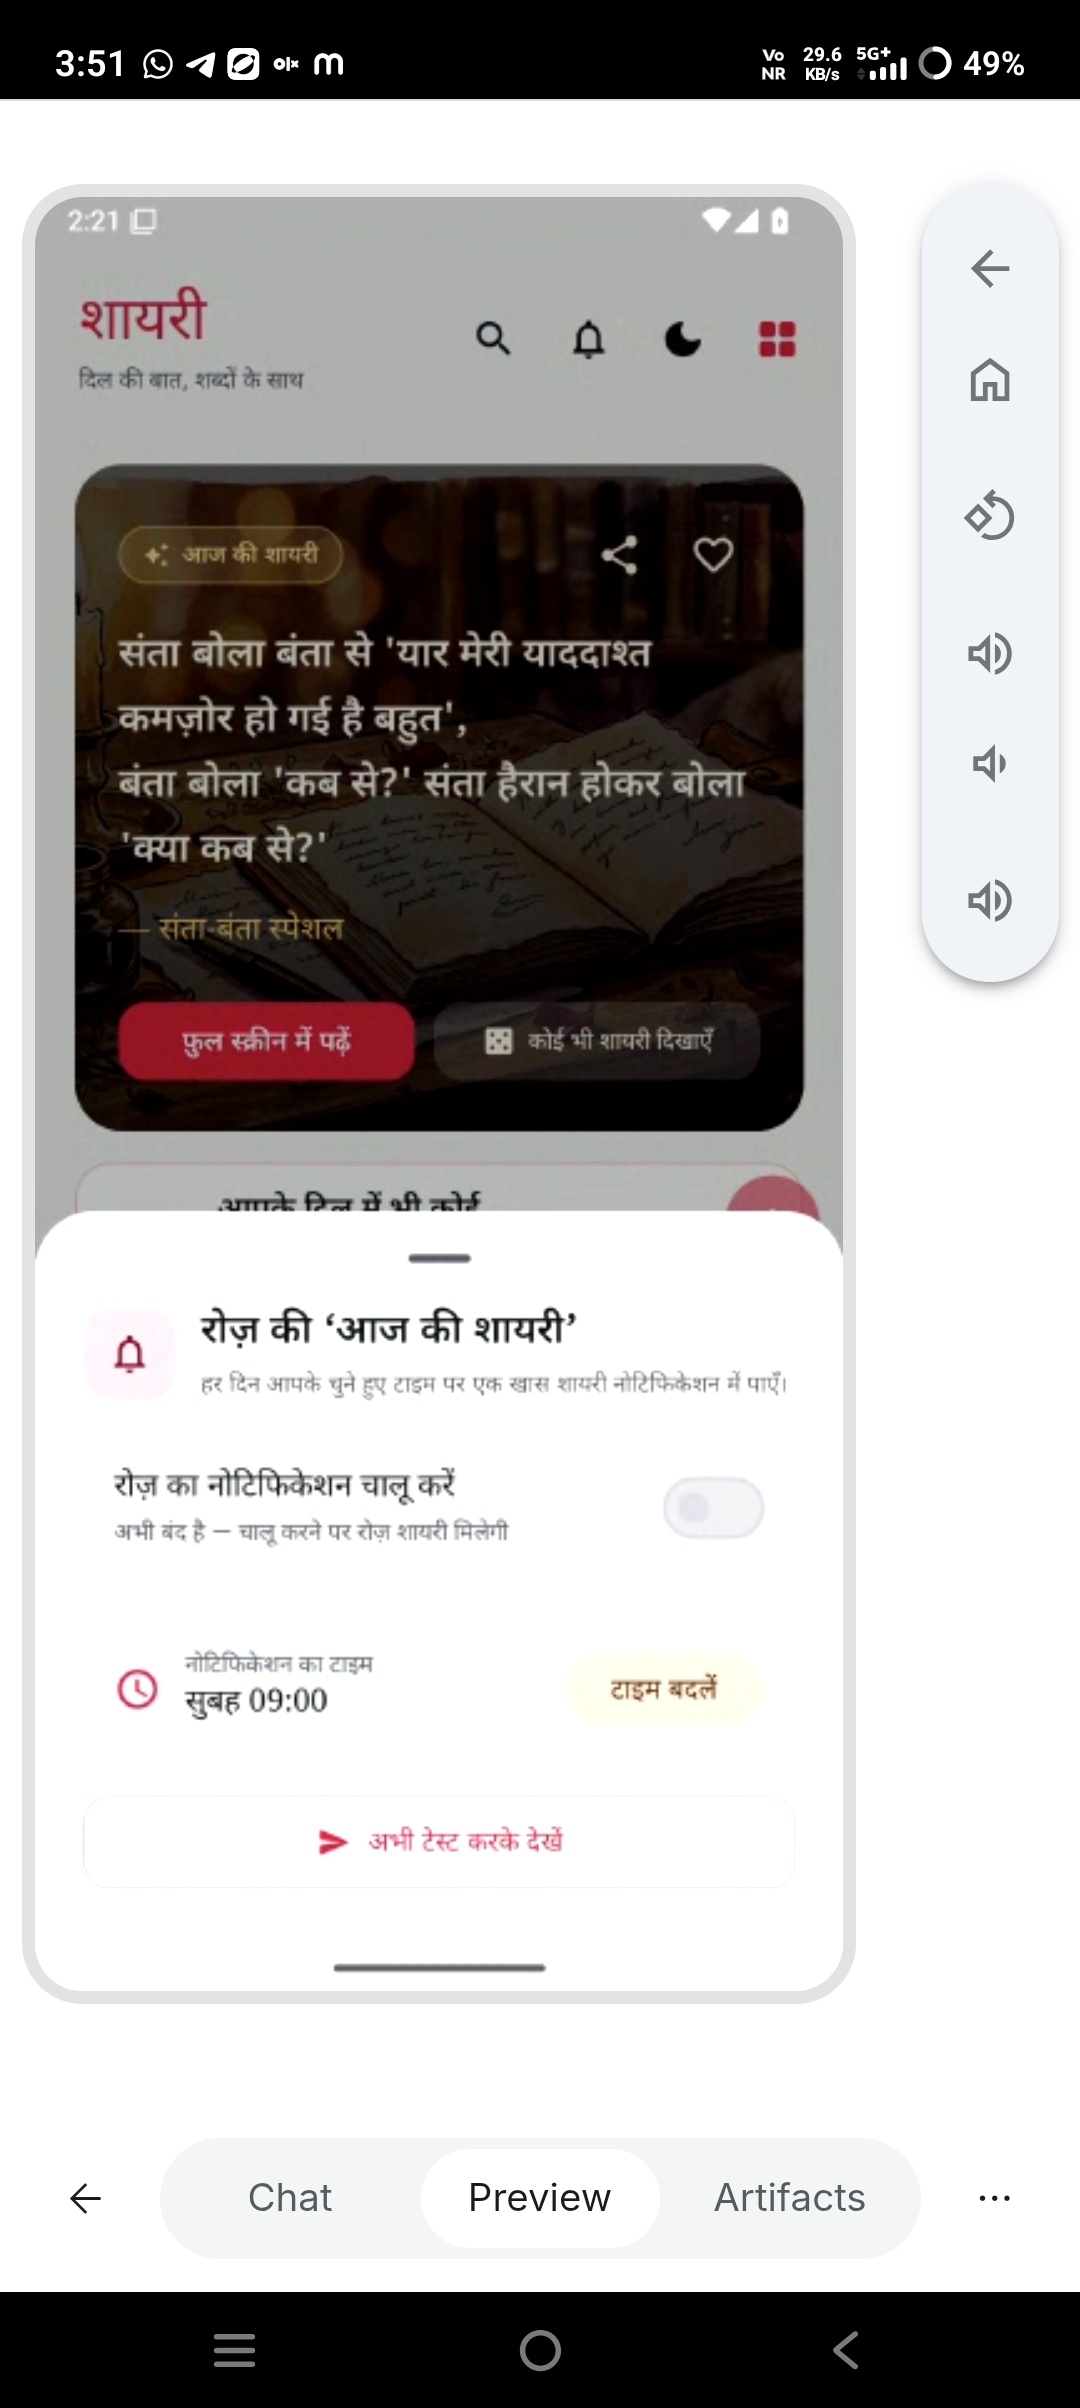 3:51
olx
m
Vo
NR
29.6
KB/s
5G+
49%
2:21
शायरी
दिल की बात, शब्दों के साथ
आज की शायरी
संता बोला बंता से 'यार मेरी याददाश्त
कमज़ोर हो गई है बहुत',
बंता बोला 'कब से?' संता हैरान होकर बोला
'क्या कब से?'
— संता-बंता स्पेशल
फुल स्क्रीन में पढ़ें
कोई भी शायरी दिखाएँ
आपके दिल में भी कोई
रोज़ की ‘आज की शायरी’
हर दिन आपके चुने हुए टाइम पर एक खास शायरी नोटिफिकेशन में पाएँ।
रोज़ का नोटिफिकेशन चालू करें
अभी बंद है — चालू करने पर रोज़ शायरी मिलेगी
नोटिफिकेशन का टाइम
सुबह 09:00
टाइम बदलें
अभी टेस्ट करके देखें
Chat
Preview
Artifacts